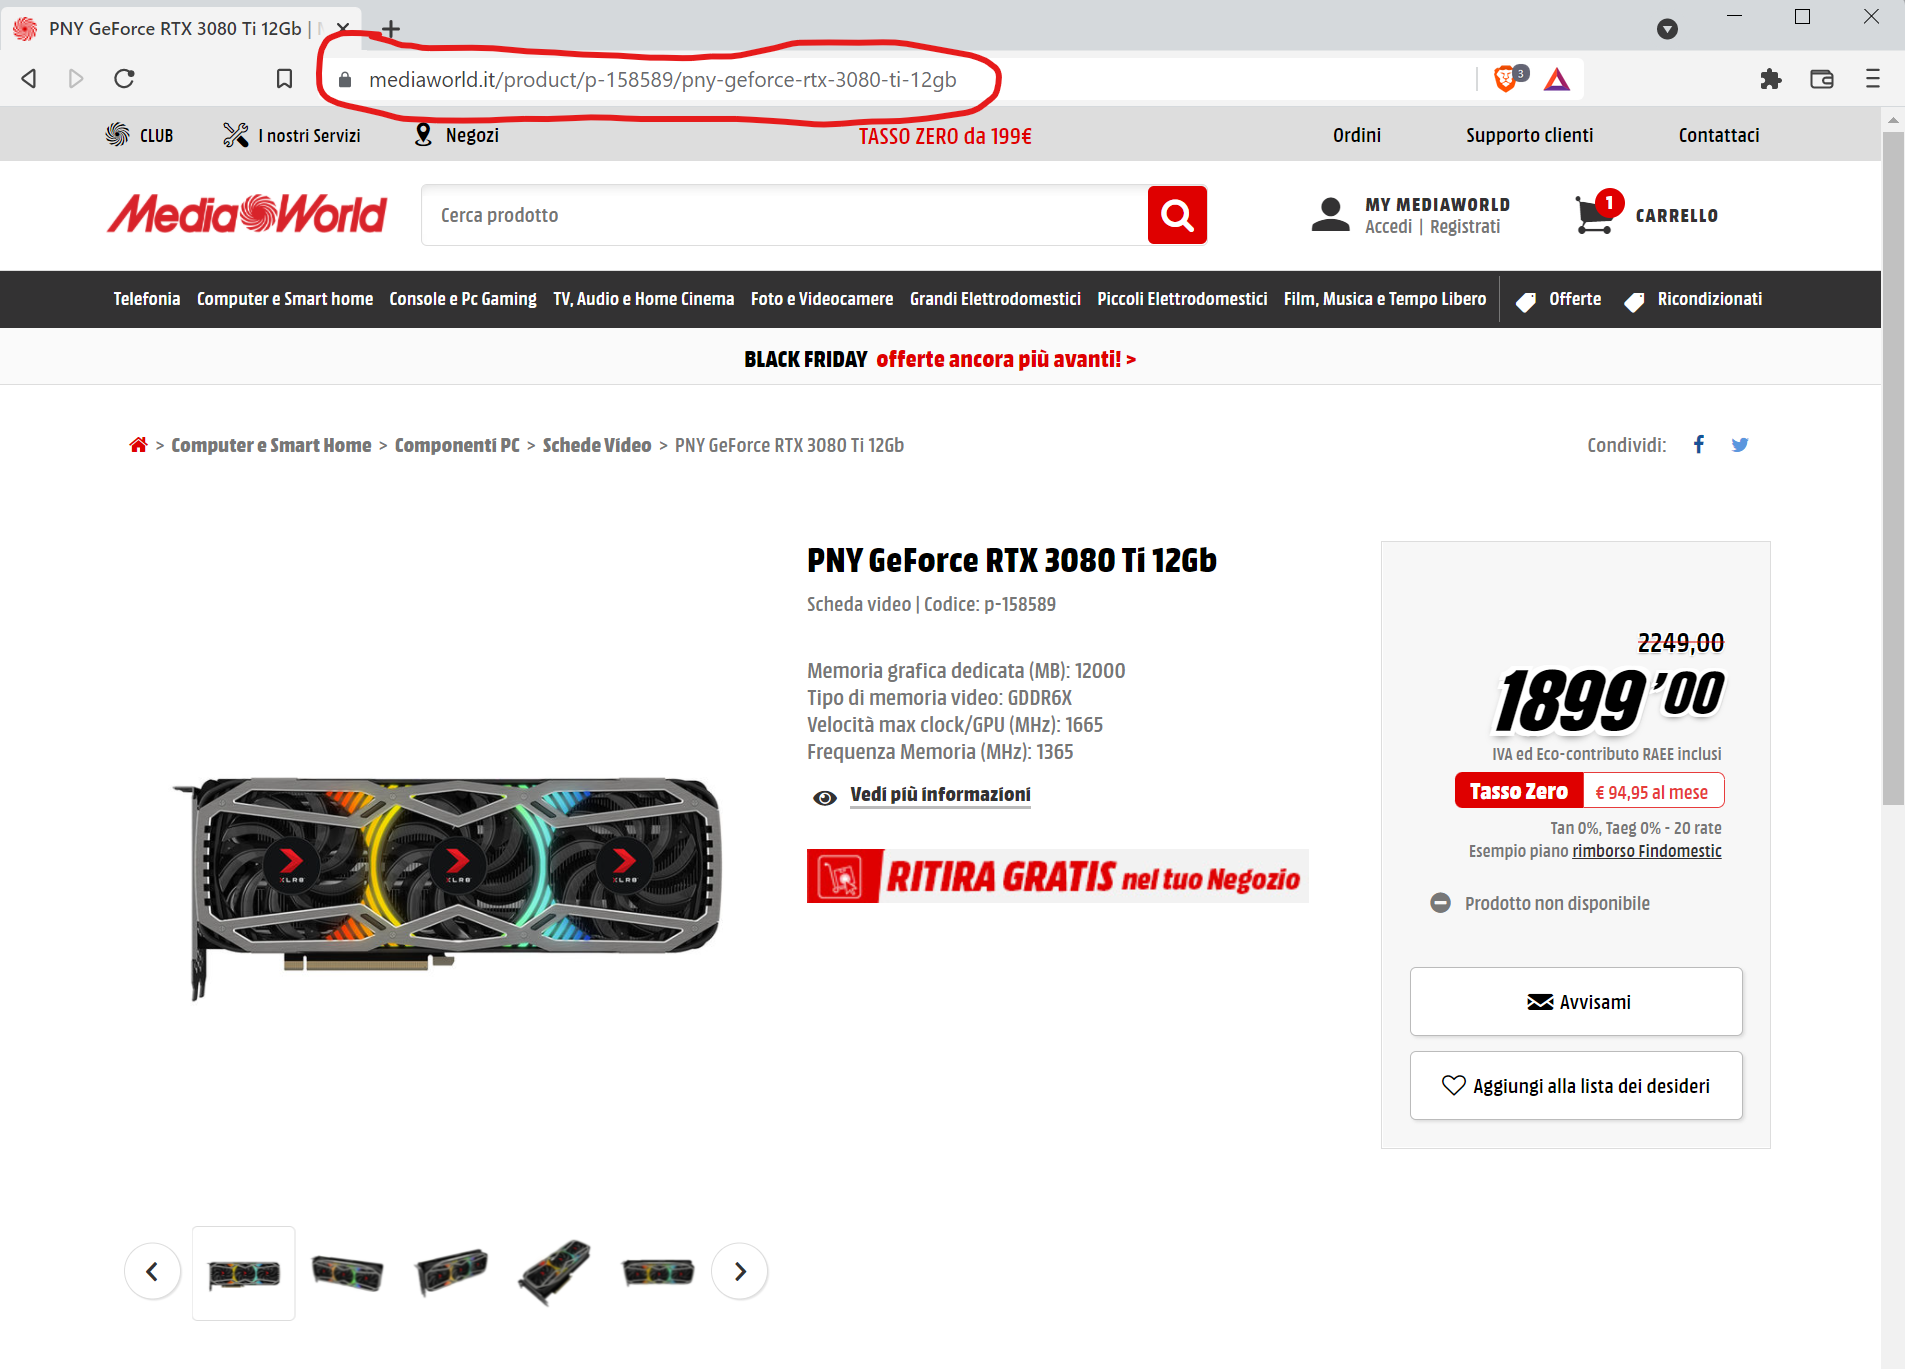 PNY GeForce RTX 3080 Ti 12Gb |
mediaworld.it/product/p-158589/pny-geforce-rtx-3080-ti-12gb
3
CLUB
I nostri Servizi
Negozi
TASSO ZERO da 199€
Ordini
Supporto clienti
Contattaci
MediaWorld
Cerca prodotto
MY MEDIAWORLD
Accedi | Registrati
1
CARRELLO
Telefonia
Computer e Smart home
Console e Pc Gaming
TV, Audio e Home Cinema
Foto e Videocamere
Grandi Elettrodomestici
Piccoli Elettrodomestici
Film, Musica e Tempo Libero
Offerte
Ricondizionati
BLACK FRIDAY offerte ancora più avanti! >
> Computer e Smart Home > Componenti PC > Schede Video > PNY GeForce RTX 3080 Ti 12Gb
Condividi:
PNY GeForce RTX 3080 Ti 12Gb
Scheda video | Codice: p-158589
Memoria grafica dedicata (MB): 12000
Tipo di memoria video: GDDR6X
Velocità max clock/GPU (MHz): 1665
Frequenza Memoria (MHz): 1365
Vedi più informazioni
RITIRA GRATIS nel tuo Negozio
XLR8
XLR8
XLR8
2249,00
1899'00
IVA ed Eco-contributo RAEE inclusi
Tasso Zero € 94,95 al mese
Tan 0%, Taeg 0% - 20 rate
Esempio piano rimborso Findomestic
Prodotto non disponibile
Avvisami
Aggiungi alla lista dei desideri